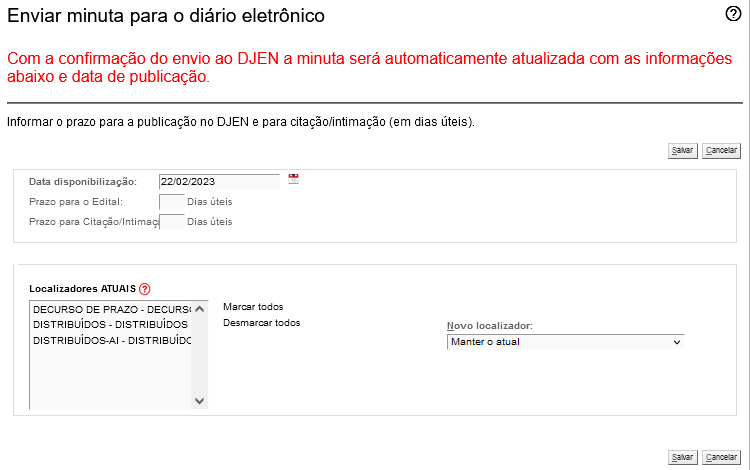 Enviar minuta para o diário eletrônico
Com a confirmação do envio ao DJEN a minuta será automaticamente atualizada com as informações
abaixo e data de publicação.
Informar o prazo para a publicação no DJEN e para citação/intimação (em dias úteis).
Salvar Cancelar
Data disponibilização: 22/02/2023
Prazo para o Edital: Dias úteis
Prazo para Citação/Intimaç Dias úteis
Localizadores ATUAIS ?
DECURSO DE PRAZO - DECURS
DISTRIBUÍDOS - DISTRIBUÍDOS
DISTRIBUÍDOS-AI - DISTRIBUÍDO
Marcar todos
Desmarcar todos
Novo localizador:
Manter o atual
Salvar Cancelar